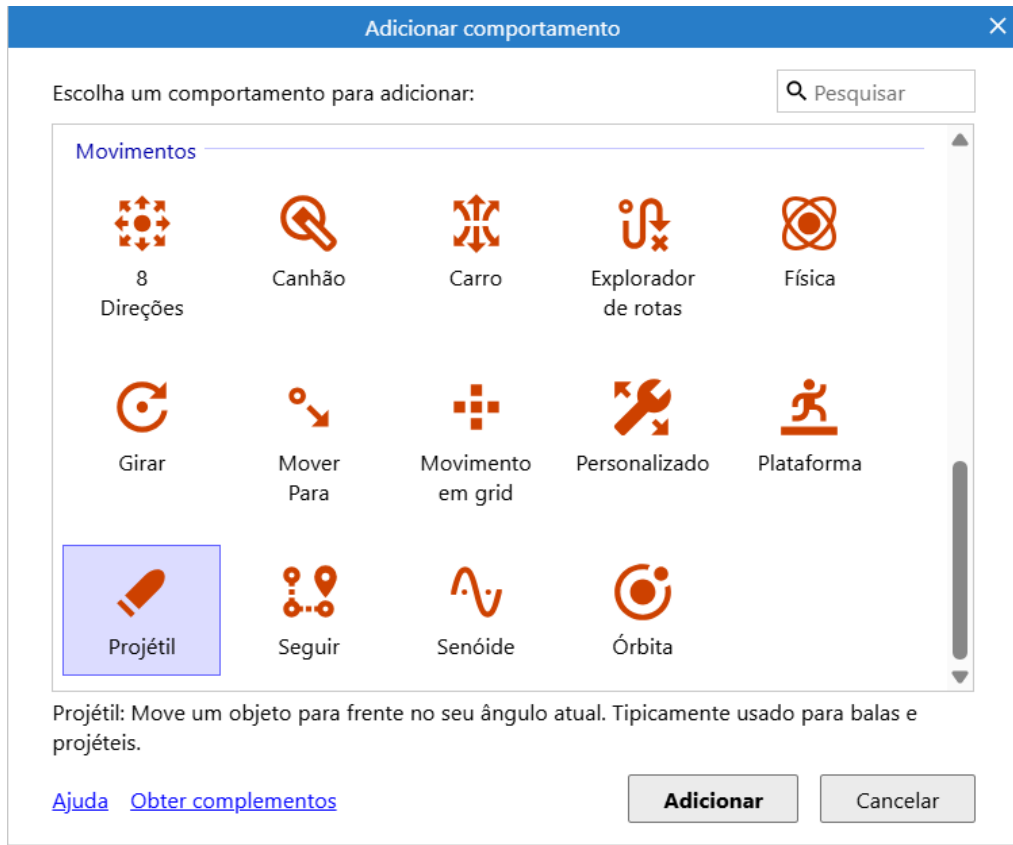 Adicionar comportamento
Escolha um comportamento para adicionar:
Pesquisar
Movimentos
8
Direções
Canhão
Carro
Explorador
de rotas
Física
Girar
Mover
Para
Movimento
em grid
Personalizado
Plataforma
Projétil
Seguir
Senóide
Órbita
Projétil: Move um objeto para frente no seu ângulo atual. Tipicamente usado para balas e
projéteis.
Ajuda
Obter complementos
Adicionar
Cancelar